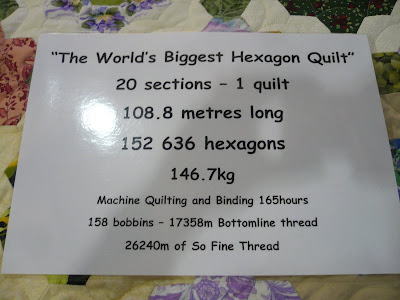 “The World's Biggest Hexagon Quilt”
20 sections – 1 quilt
108.8 metres long
152 636 hexagons
146.7kg
Machine Quilting and Binding 165hours
158 bobbins – 17358m Bottomline thread
26240m of So Fine Thread